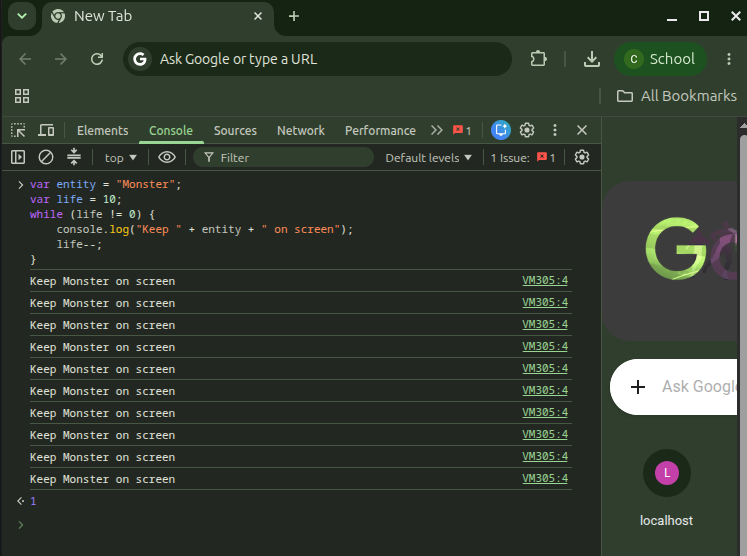 New Tab
Ask Google or type a URL
C School
All Bookmarks
Elements Console Sources Network Performance 1
top Filter Default levels 1 Issue: 1
var entity = "Monster";
var life = 10;
while (life != 0) {
    console.log("Keep " + entity + " on screen");
    life--;
}
Keep Monster on screen VM305:4
Keep Monster on screen VM305:4
Keep Monster on screen VM305:4
Keep Monster on screen VM305:4
Keep Monster on screen VM305:4
Keep Monster on screen VM305:4
Keep Monster on screen VM305:4
Keep Monster on screen VM305:4
Keep Monster on screen VM305:4
Keep Monster on screen VM305:4
1
G
Ask Google
L
localhost